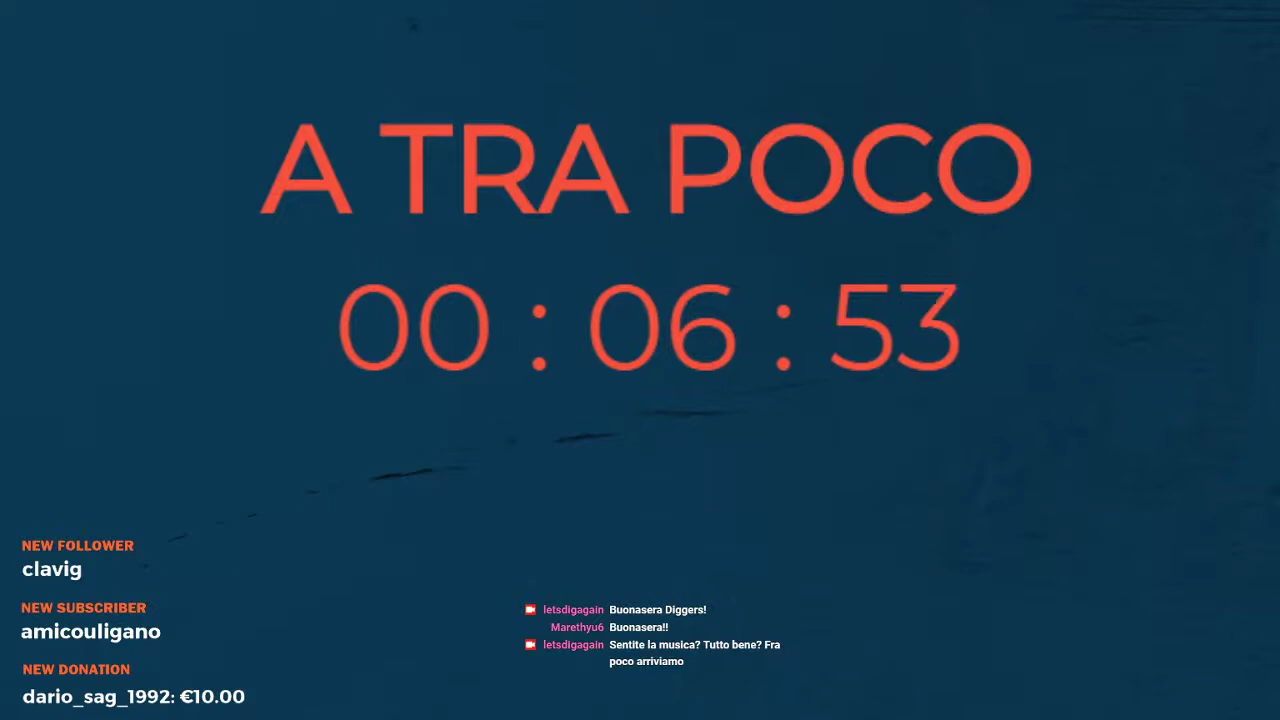 A TRA POCO
00 : 06 : 53
NEW FOLLOWER
clavig
NEW SUBSCRIBER
amicouligano
NEW DONATION
dario_sag_1992: €10.00
letsdigagain Buonasera Diggers!
Marethyu6 Buonasera!!
letsdigagain Sentite la musica? Tutto bene? Fra
poco arriviamo